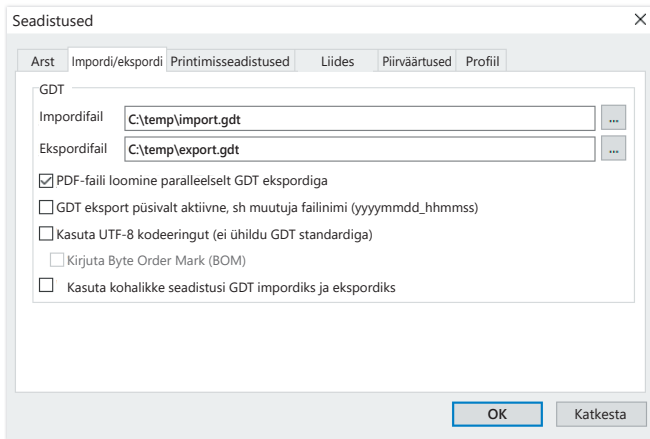 Seadistused
Arst Impordi/ekspordi Printimisseadistused Liides Piirväärtused Profiil
GDT
Impordifail C:\temp\import.gdt ...
Ekspordifail C:\temp\export.gdt ...
PDF-faili loomine paralleelselt GDT ekspordiga
GDT eksport püsivalt aktiivne, sh muutuja failinimi (yyyymmdd_hhmmss)
Kasuta UTF-8 kodeeringut (ei ühildu GDT standardiga)
Kirjuta Byte Order Mark (BOM)
Kasuta kohalikke seadistusi GDT impordiks ja ekspordiks
OK Katkesta